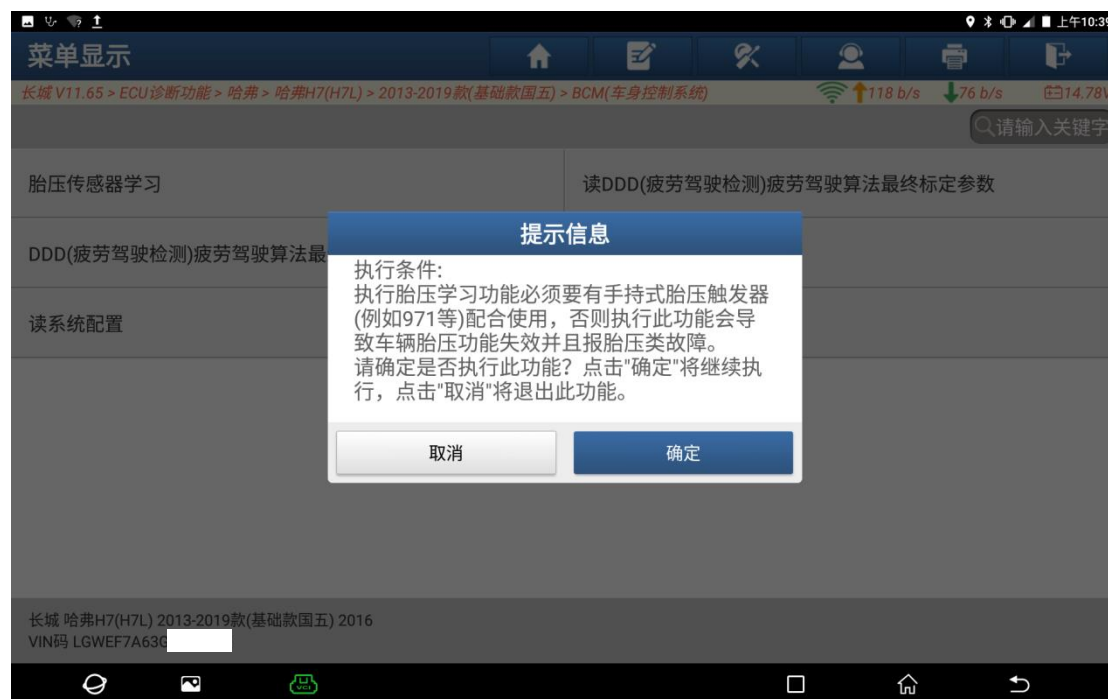 上午10:39
菜单显示
长城 V11.65 > ECU诊断功能 > 哈弗 > 哈弗H7(H7L) > 2013-2019款(基础款国五) > BCM(车身控制系统)
118 b/s
76 b/s
14.78V
请输入关键字
胎压传感器学习
读DDD(疲劳驾驶检测)疲劳驾驶算法最终标定参数
DDD(疲劳驾驶检测)疲劳驾驶算法最
读系统配置
提示信息
执行条件:
执行胎压学习功能必须要有手持式胎压触发器
(例如971等)配合使用，否则执行此功能会导
致车辆胎压功能失效并且报胎压类故障。
请确定是否执行此功能？点击"确定"将继续执
行，点击"取消"将退出此功能。
取消
确定
长城 哈弗H7(H7L) 2013-2019款(基础款国五) 2016
VIN码 LGWEF7A63G
VCI